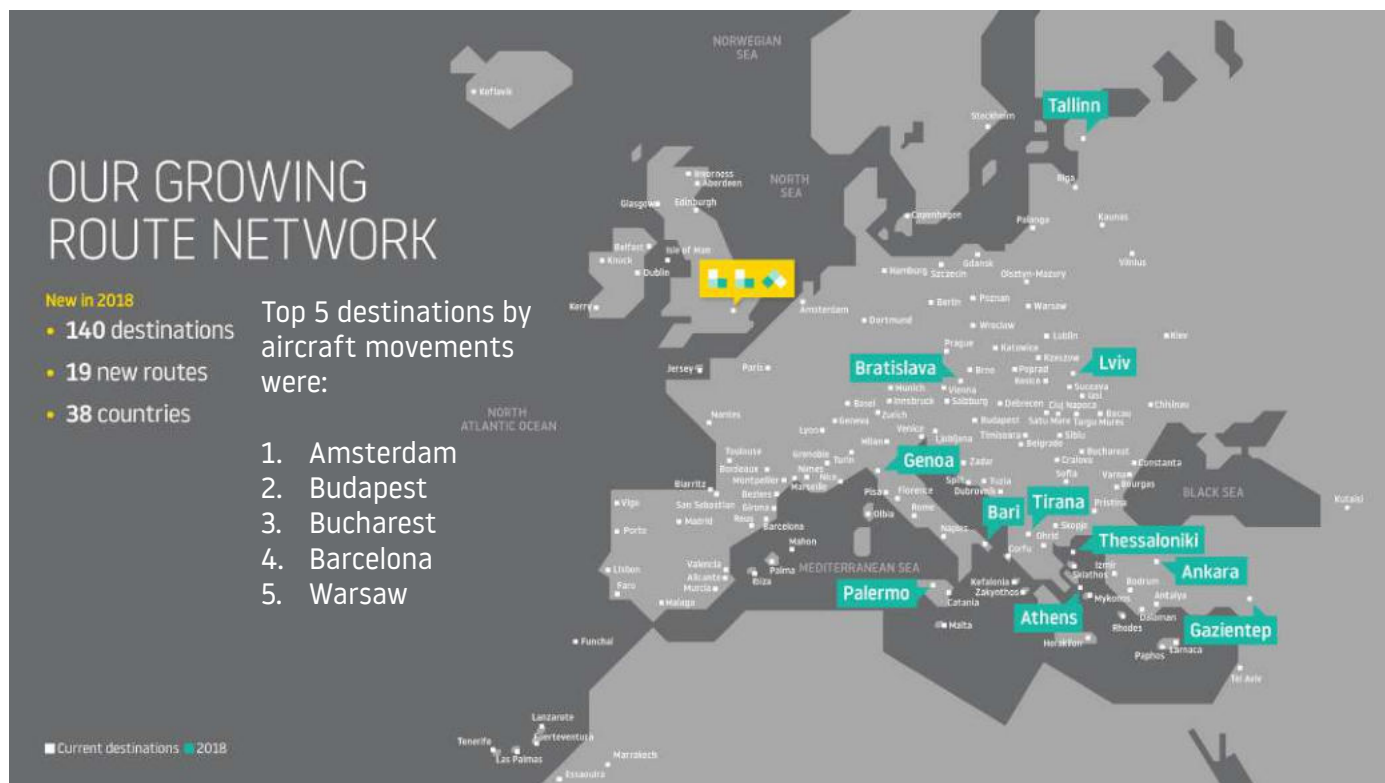 OUR GROWING
ROUTE NETWORK
New in 2018
• 140 destinations
• 19 new routes
• 38 countries
Top 5 destinations by
aircraft movements
were:
1. Amsterdam
2. Budapest
3. Bucharest
4. Barcelona
5. Warsaw
Current destinations 2018
NORWEGIAN
SEA
NORTH
SEA
NORTH
ATLANTIC OCEAN
MEDITERRANEAN SEA
BLACK SEA
Tallinn
Bratislava
Lviv
Genoa
Bari
Tirana
Thessaloniki
Ankara
Palermo
Athens
Gazientep
Keflavik
Stockholm
Inverness
Aberdeen
Glasgow
Edinburgh
Belfast
Isle of Man
Knock
Dublin
Kerry
Jersey
Copenhagen
Riga
Palanga
Kaunas
Vilnius
Hamburg
Szczecin
Gdansk
Olsztyn-Mazury
Amsterdam
Berlin
Poznan
Warsaw
Dortmund
Wroclaw
Lublin
Kiev
Prague
Katowice
Rzeszow
Paris
Brno
Poprad
Kosice
Suceava
Iasi
Munich
Vienna
Innsbruck
Salzburg
Debrecen
Cluj Napoca
Basel
Zurich
Budapest
Satu Mare
Targu Mures
Bacau
Chisinau
Nantes
Geneva
Lyon
Venice
Ljubljana
Timisoara
Sibiu
Milan
Belgrade
Toulouse
Grenoble
Turin
Bucharest
Bordeaux
Nimes
Zadar
Craiova
Constanta
Montpellier
Marseille
Nice
Sofia
Varna
Biarritz
Beziers
Pisa
Florence
Split
Tuzla
Bourgas
Vigo
San Sebastian
Girona
Dubrovnik
Pristina
Kutaisi
Madrid
Reus
Barcelona
Olbia
Rome
Skopje
Porto
Naples
Ohrid
Mahon
Corfu
Lisbon
Valencia
Palma
Izmir
Skiathos
Alicante
Ibiza
Kefalonia
Bodrum
Faro
Murcia
Zakynthos
Mykonos
Antalya
Malaga
Catania
Dalaman
Malta
Rhodes
Funchal
Heraklion
Paphos
Larnaca
Tel Aviv
Lanzarote
Tenerife
Fuerteventura
Las Palmas
Marrakech
Essaouira